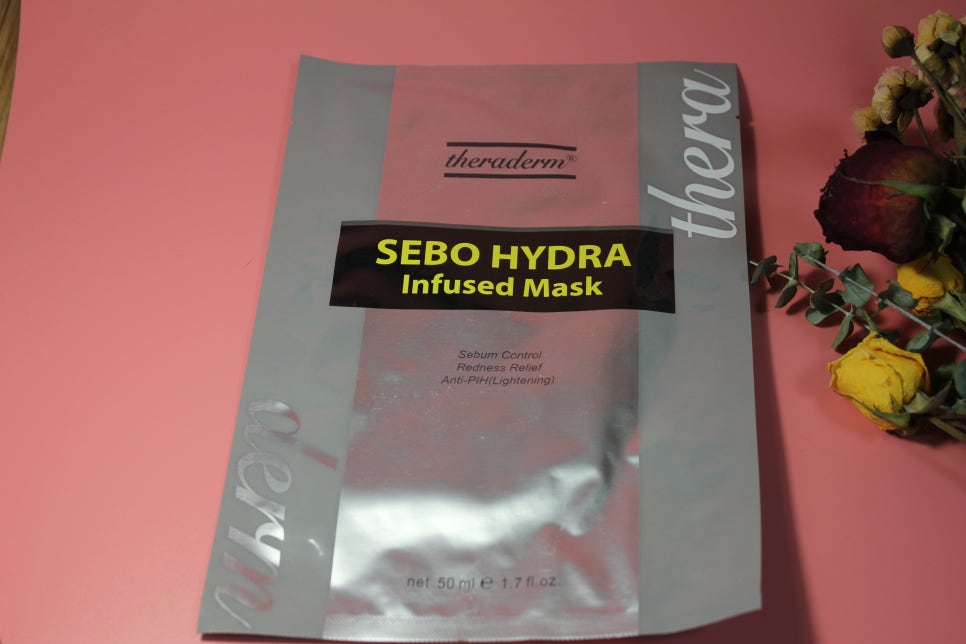 theraderm®
thera
SEBO HYDRA
Infused Mask
Sebum Control
Redness Relief
Anti-PIH(Lightening)
derm
net 50 ml ℮ 1.7 fl.oz.